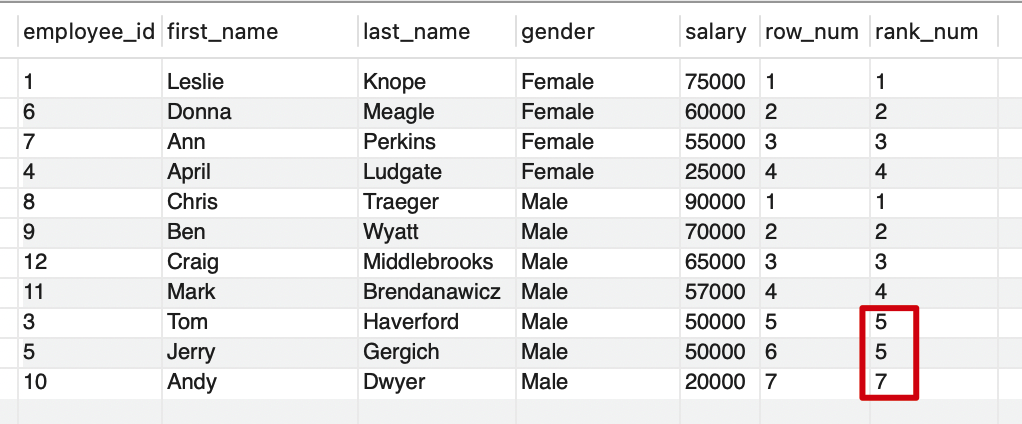 employee_id first_name last_name gender salary row_num rank_num
1 Leslie Knope Female 75000 1 1
6 Donna Meagle Female 60000 2 2
7 Ann Perkins Female 55000 3 3
4 April Ludgate Female 25000 4 4
8 Chris Traeger Male 90000 1 1
9 Ben Wyatt Male 70000 2 2
12 Craig Middlebrooks Male 65000 3 3
11 Mark Brendanawicz Male 57000 4 4
3 Tom Haverford Male 50000 5 5
5 Jerry Gergich Male 50000 6 5
10 Andy Dwyer Male 20000 7 7